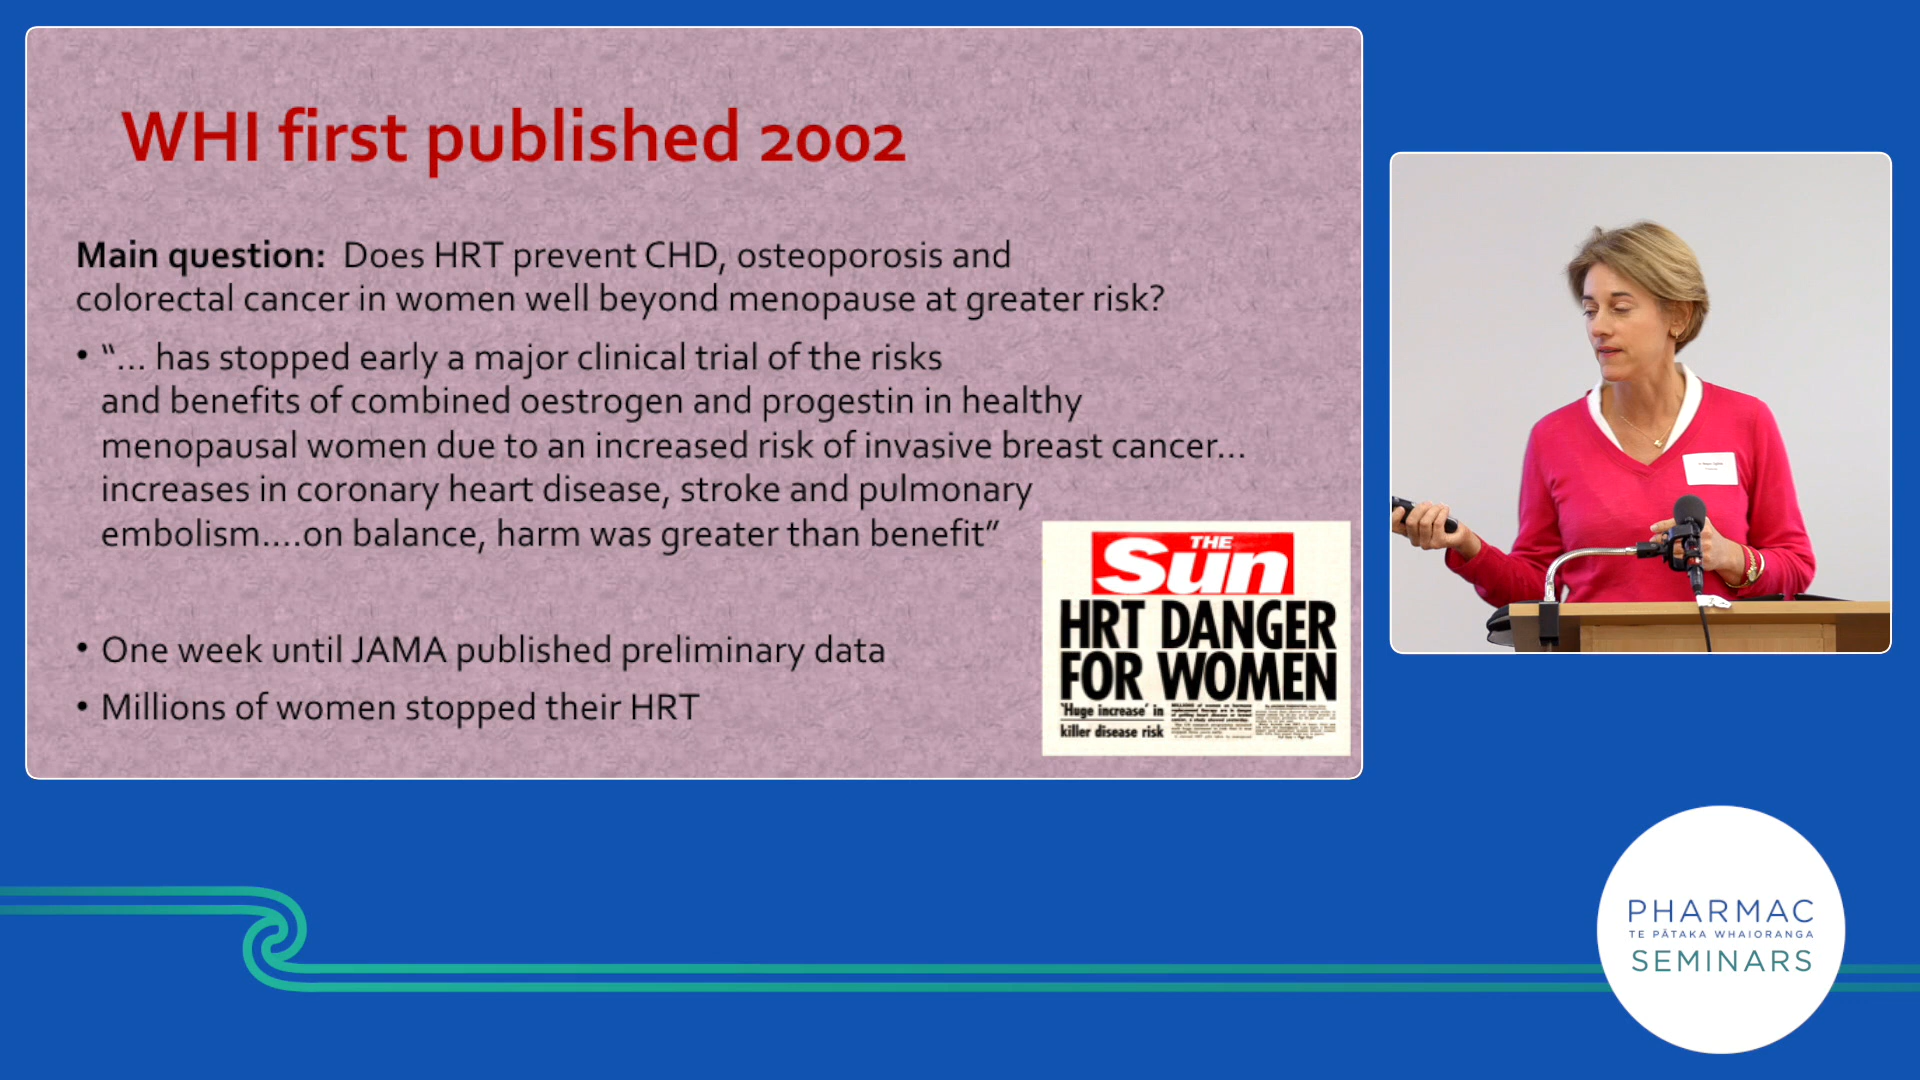 WHI first published 2002
Main question: Does HRT prevent CHD, osteoporosis and
colorectal cancer in women well beyond menopause at greater risk?
• “... has stopped early a major clinical trial of the risks
and benefits of combined oestrogen and progestin in healthy
menopausal women due to an increased risk of invasive breast cancer...
increases in coronary heart disease, stroke and pulmonary
embolism....on balance, harm was greater than benefit”
• One week until JAMA published preliminary data
• Millions of women stopped their HRT
THE
Sun
HRT DANGER
FOR WOMEN
'Huge increase' in
killer disease risk
PHARMAC
TE PĀTAKA WHAIORANGA
SEMINARS